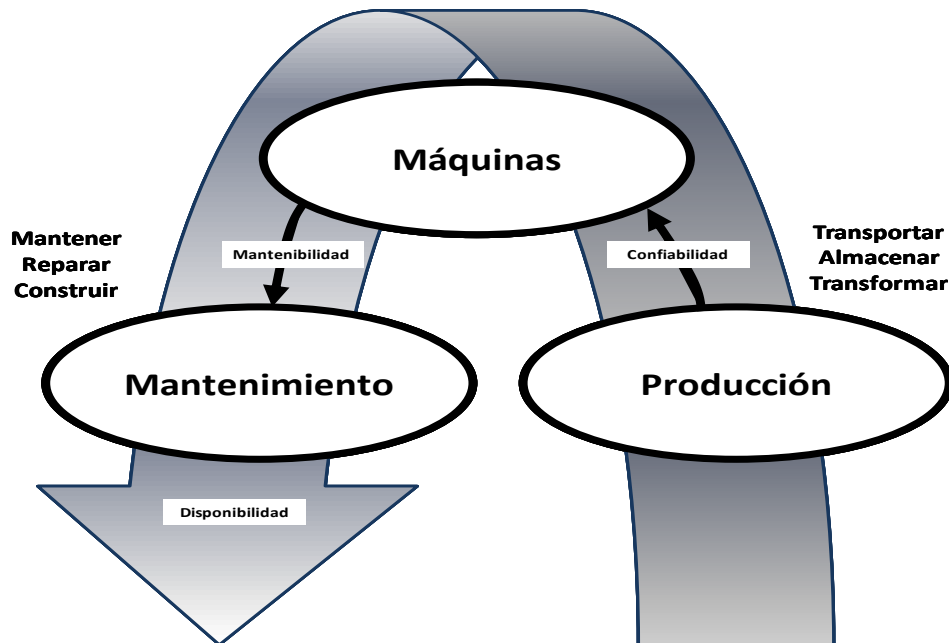 Máquinas
Mantenibilidad
Confiabilidad
Mantener
Reparar
Construir
Transportar
Almacenar
Transformar
Mantenimiento
Producción
Disponibilidad